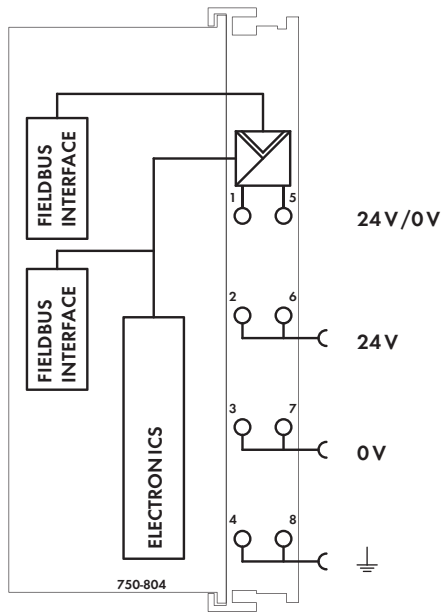 FIELDBUS
INTERFACE
1 5
24V/0V
2 6
FIELDBUS
INTERFACE
24V
3 7
ELECTRONICS
0V
4 8
750-804